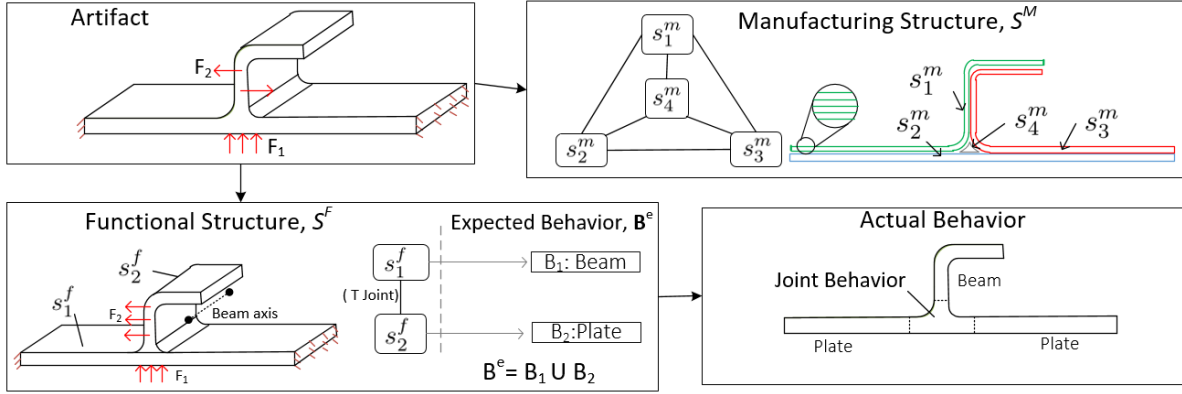 Artifact
F₂
F₁
Manufacturing Structure, Sᴹ
s₁ᵐ
s₄ᵐ
s₂ᵐ
s₃ᵐ
s₁ᵐ
s₂ᵐ
s₄ᵐ
s₃ᵐ
Functional Structure, Sꟳ
s₂ᶠ
s₁ᶠ
F₂
Beam axis
F₁
Expected Behavior, Bᵉ
s₁ᶠ
B₁: Beam
( T Joint)
s₂ᶠ
B₂:Plate
Bᵉ= B₁ U B₂
Actual Behavior
Joint Behavior
Beam
Plate
Plate